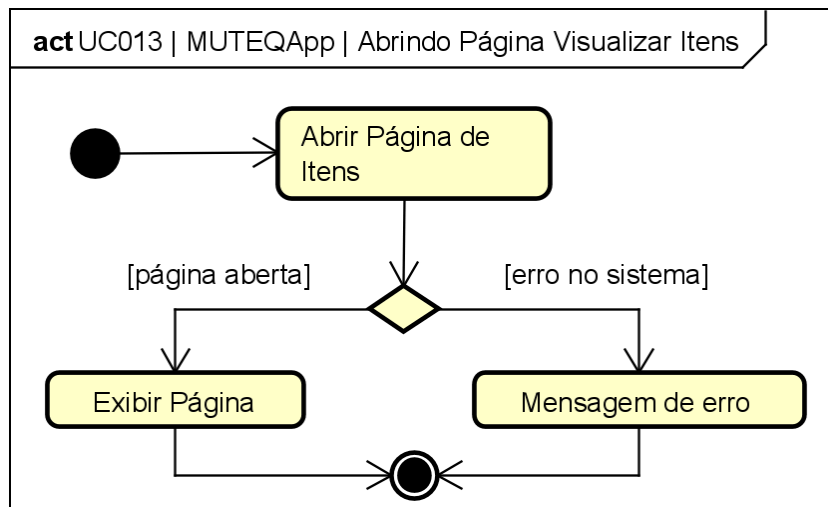 act UC013 | MUTEQApp | Abrindo Página Visualizar Itens
Abrir Página de
Itens
[página aberta]
[erro no sistema]
Exibir Página
Mensagem de erro